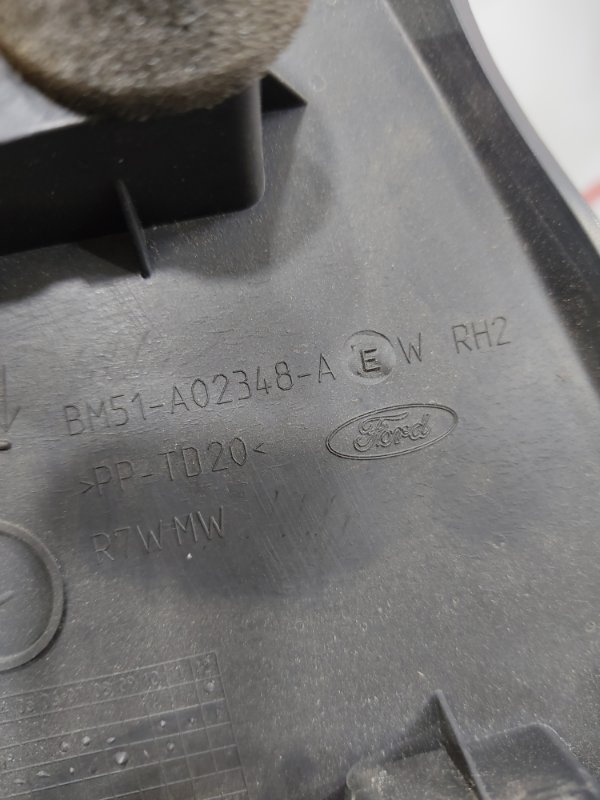 BM51-A02348-A E W RH2
Ford
>PP-TD20<
R7WMW